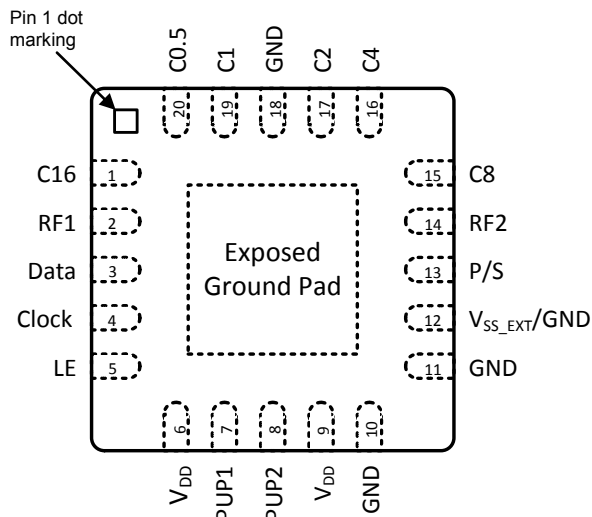 Pin 1 dot
marking
C0.5
C1
GND
C2
C4
20
19
18
17
16
C16
1
15
C8
RF1
2
14
RF2
Data
3
Exposed
Ground Pad
13
P/S
Clock
4
12
VSS_EXT/GND
LE
5
11
GND
6
7
8
9
10
VDD
PUP1
PUP2
VDD
GND